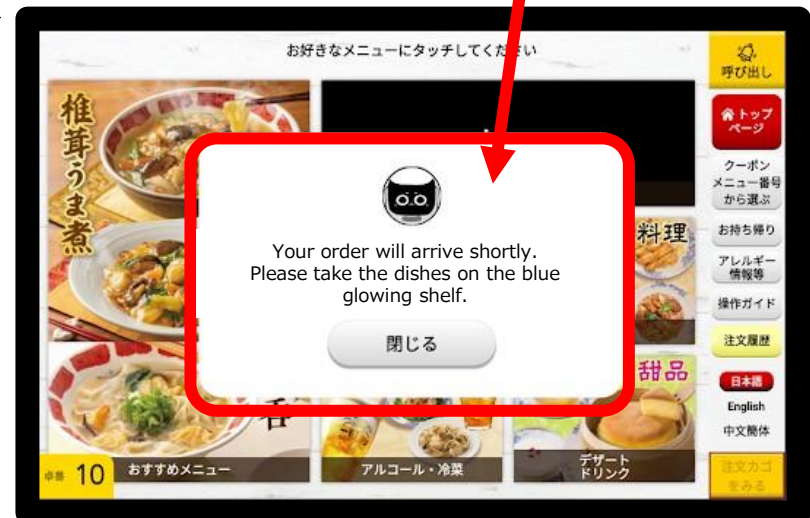 お好きなメニューにタッチしてください
呼び出し
椎茸うま煮
トップ
ページ
クーポン
メニュー番号
から選ぶ
お持ち帰り
アレルギー
情報等
操作ガイド
注文履歴
日本語
English
中文簡体
注文カゴ
をみる
料理
Your order will arrive shortly.
Please take the dishes on the blue
glowing shelf.
閉じる
甜品
卓番 10
おすすめメニュー
アルコール・冷菜
デザート
ドリンク